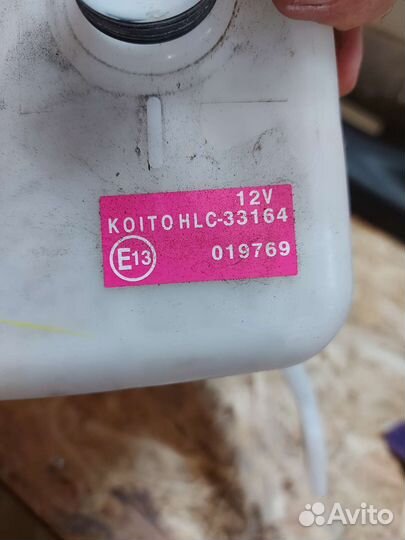 12V
KOITO HLC-33164
E13 019769
Avito